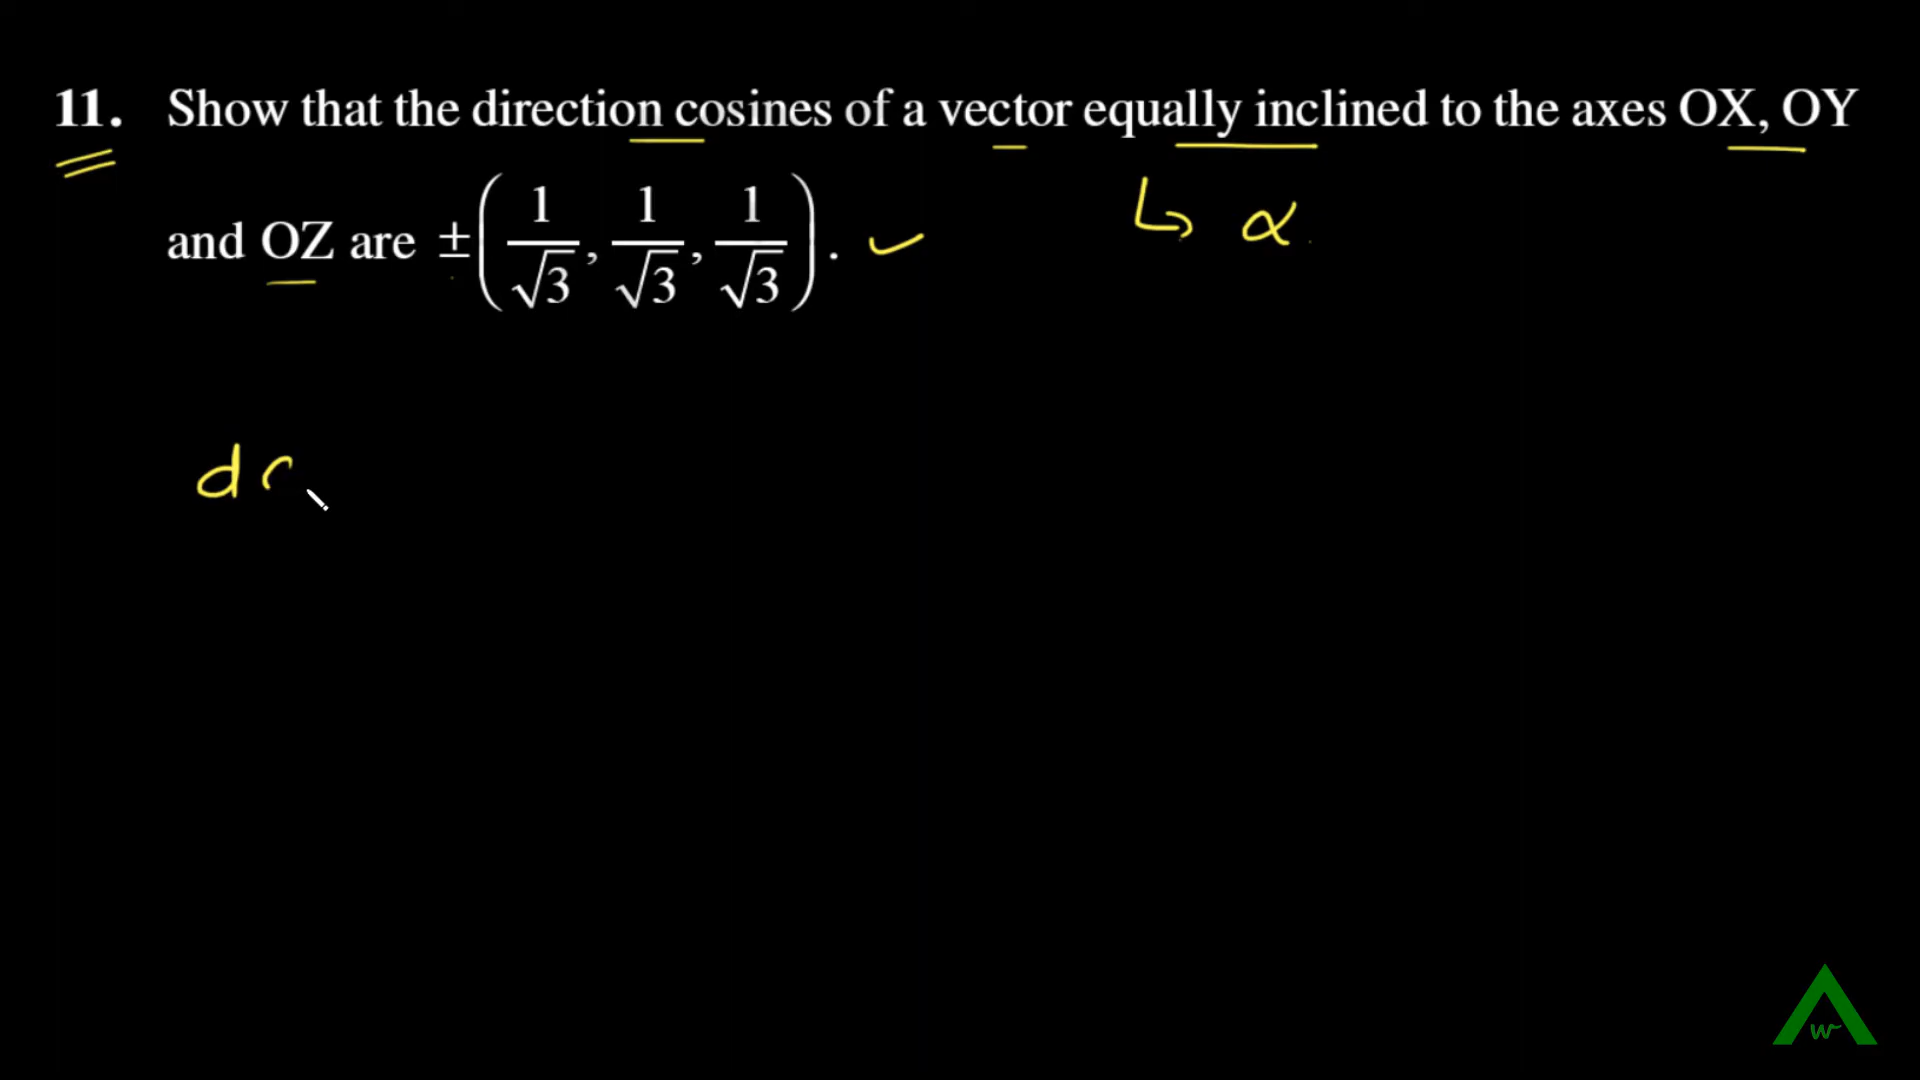 11. Show that the direction cosines of a vector equally inclined to the axes OX, OY
and OZ are ±(1/√3, 1/√3, 1/√3). ✓
↳ α
d c
w